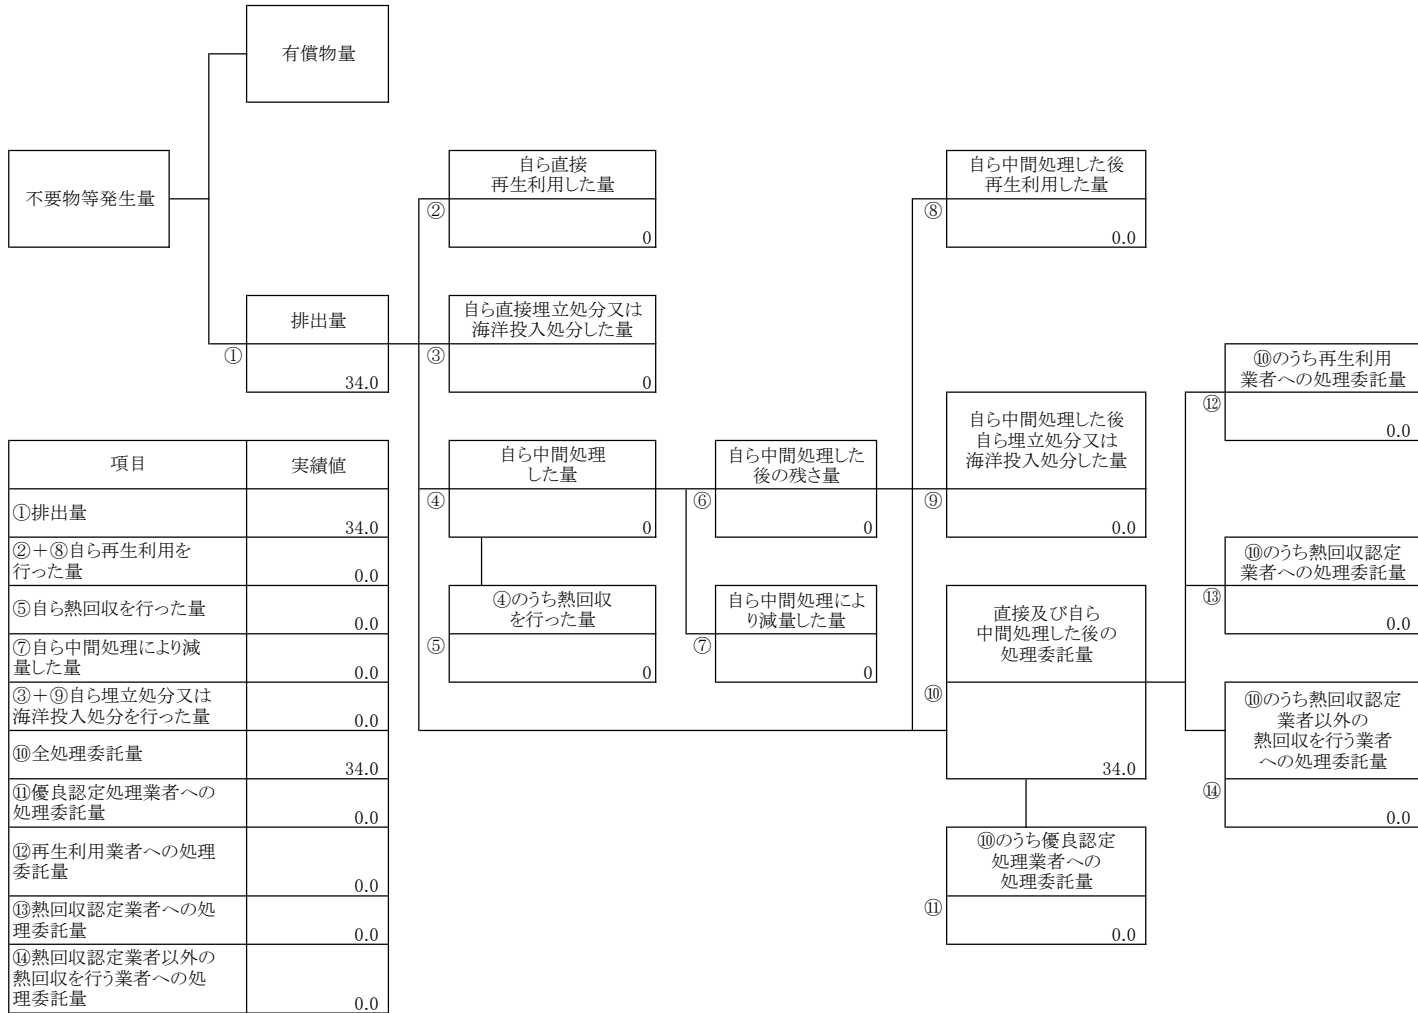 有償物量
不要物等発生量
自ら直接
再生利用した量
②
0
自ら中間処理した後
再生利用した量
⑧
0.0
排出量
①
34.0
自ら直接埋立処分又は
海洋投入処分した量
③
0
⑩のうち再生利用
業者への処理委託量
⑫
0.0
項目
実績値
①排出量
34.0
②＋⑧自ら再生利用を
行った量
0.0
⑤自ら熱回収を行った量
0.0
⑦自ら中間処理により減
量した量
0.0
③＋⑨自ら埋立処分又は
海洋投入処分を行った量
0.0
⑩全処理委託量
34.0
⑪優良認定処理業者への
処理委託量
0.0
⑫再生利用業者への処理
委託量
0.0
⑬熱回収認定業者への処
理委託量
0.0
⑭熱回収認定業者以外の
熱回収を行う業者への処
理委託量
0.0
自ら中間処理
した量
④
0
自ら中間処理した
後の残さ量
⑥
0
自ら中間処理した後
自ら埋立処分又は
海洋投入処分した量
⑨
0.0
④のうち熱回収
を行った量
⑤
0
自ら中間処理によ
り減量した量
⑦
0
直接及び自ら
中間処理した後の
処理委託量
⑩
34.0
⑩のうち熱回収認定
業者への処理委託量
⑬
0.0
⑩のうち熱回収認定
業者以外の
熱回収を行う業者
への処理委託量
⑭
0.0
⑩のうち優良認定
処理業者への
処理委託量
⑪
0.0